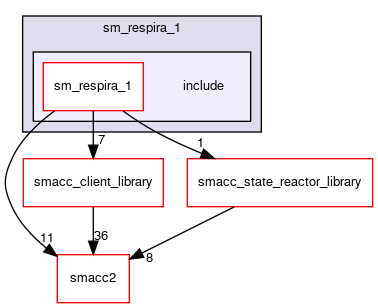 sm_respira_1
sm_respira_1
include
7
1
smacc_client_library
smacc_state_reactor_library
11
36
8
smacc2